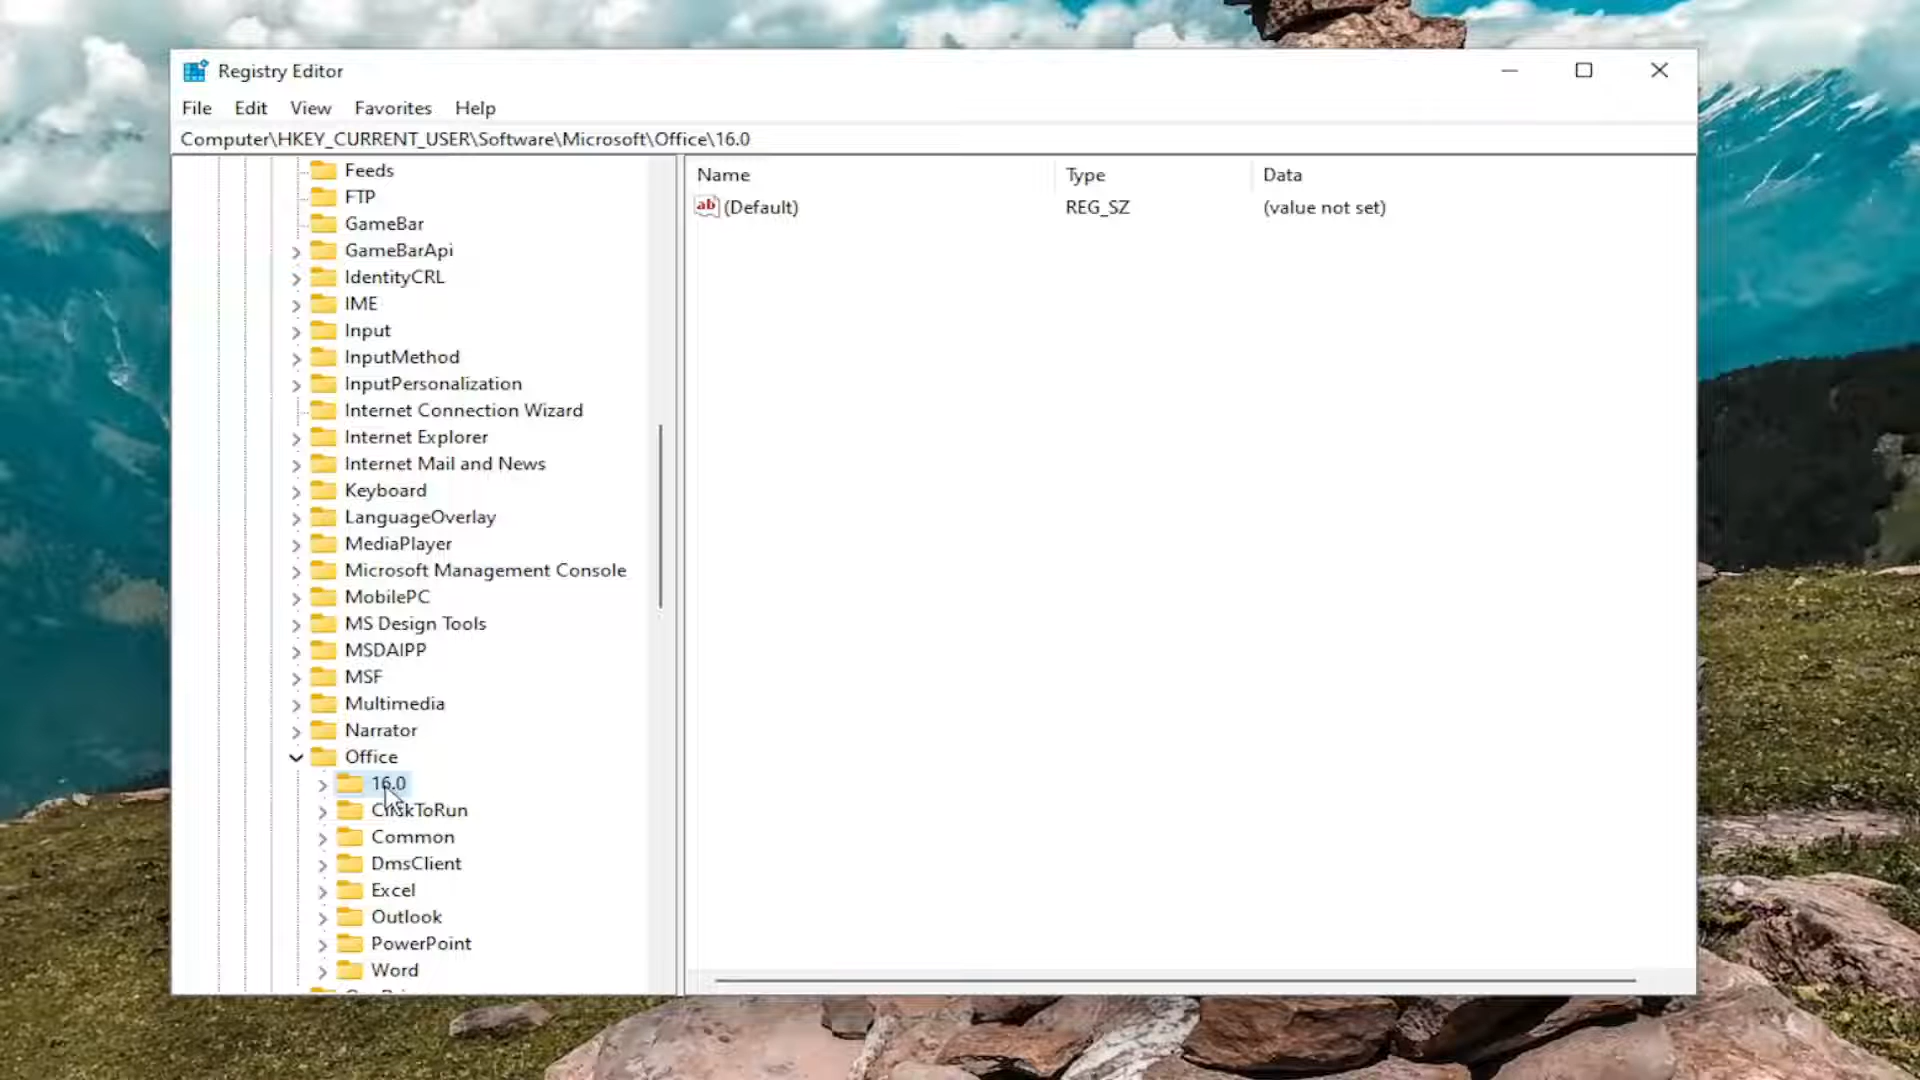 Registry Editor
File Edit View Favorites Help
Computer\HKEY_CURRENT_USER\Software\Microsoft\Office\16.0
Name Type Data
ab (Default) REG_SZ (value not set)
Feeds
FTP
GameBar
GameBarApi
IdentityCRL
IME
Input
InputMethod
InputPersonalization
Internet Connection Wizard
Internet Explorer
Internet Mail and News
Keyboard
LanguageOverlay
MediaPlayer
Microsoft Management Console
MobilePC
MS Design Tools
MSDAIPP
MSF
Multimedia
Narrator
Office
16.0
ClickToRun
Common
DmsClient
Excel
Outlook
PowerPoint
Word